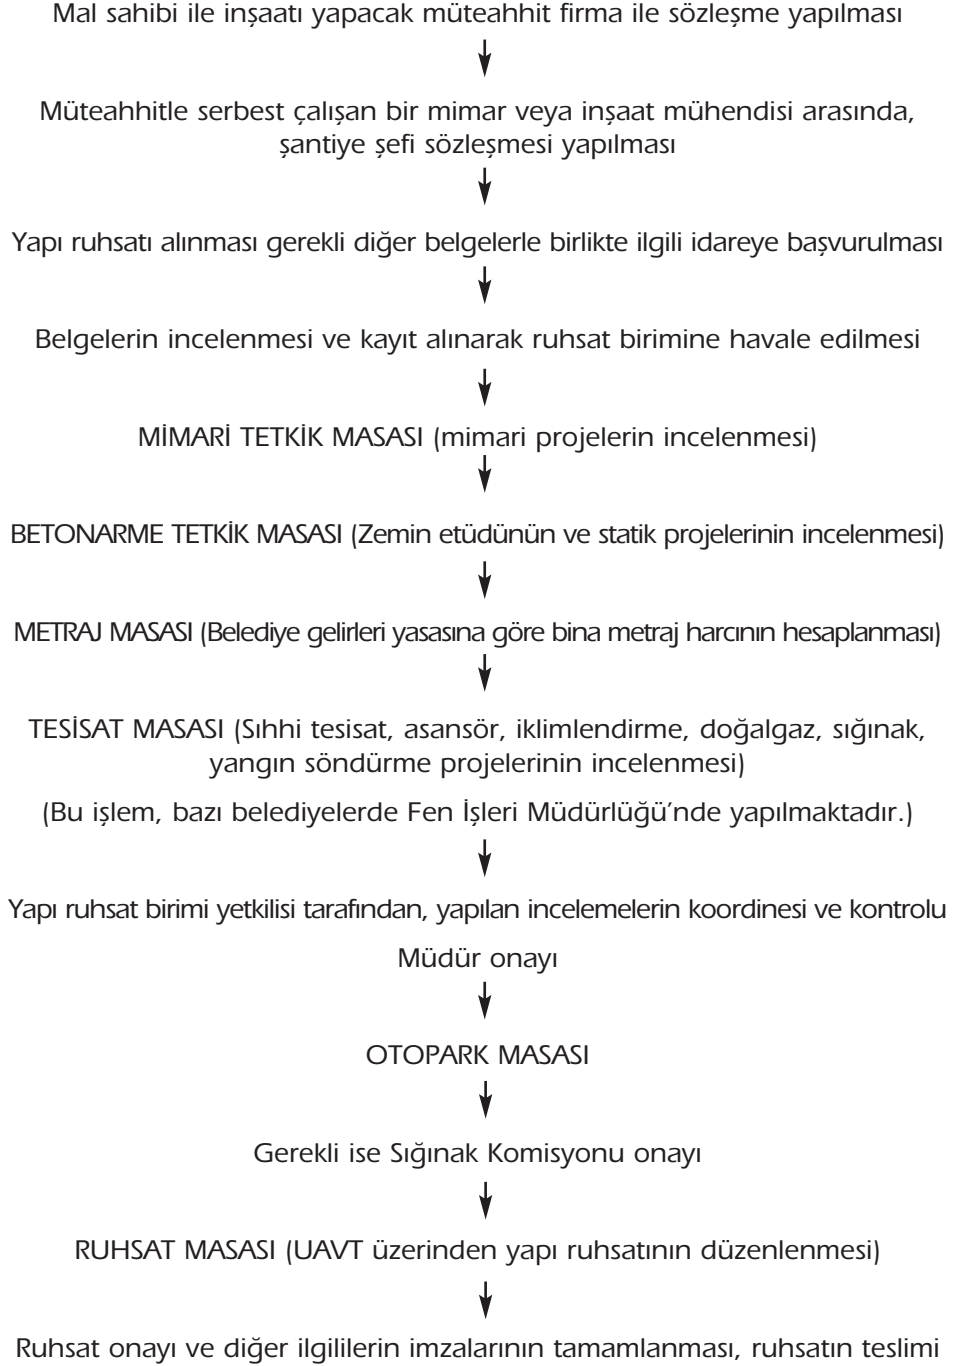 Mal sahibi ile inşaatı yapacak müteahhit firma ile sözleşme yapılması
Müteahhitle serbest çalışan bir mimar veya inşaat mühendisi arasında,
şantiye şefi sözleşmesi yapılması
Yapı ruhsatı alınması gerekli diğer belgelerle birlikte ilgili idareye başvurulması
Belgelerin incelenmesi ve kayıt alınarak ruhsat birimine havale edilmesi
MİMARİ TETKİK MASASI (mimari projelerin incelenmesi)
BETONARME TETKİK MASASI (Zemin etüdünün ve statik projelerinin incelenmesi)
METRAJ MASASI (Belediye gelirleri yasasına göre bina metraj harcının hesaplanması)
TESİSAT MASASI (Sıhhi tesisat, asansör, iklimlendirme, doğalgaz, sığınak,
yangın söndürme projelerinin incelenmesi)
(Bu işlem, bazı belediyelerde Fen İşleri Müdürlüğü'nde yapılmaktadır.)
Yapı ruhsat birimi yetkilisi tarafından, yapılan incelemelerin koordinesi ve kontrolu
Müdür onayı
OTOPARK MASASI
Gerekli ise Sığınak Komisyonu onayı
RUHSAT MASASI (UAVT üzerinden yapı ruhsatının düzenlenmesi)
Ruhsat onayı ve diğer ilgililerin imzalarının tamamlanması, ruhsatın teslimi